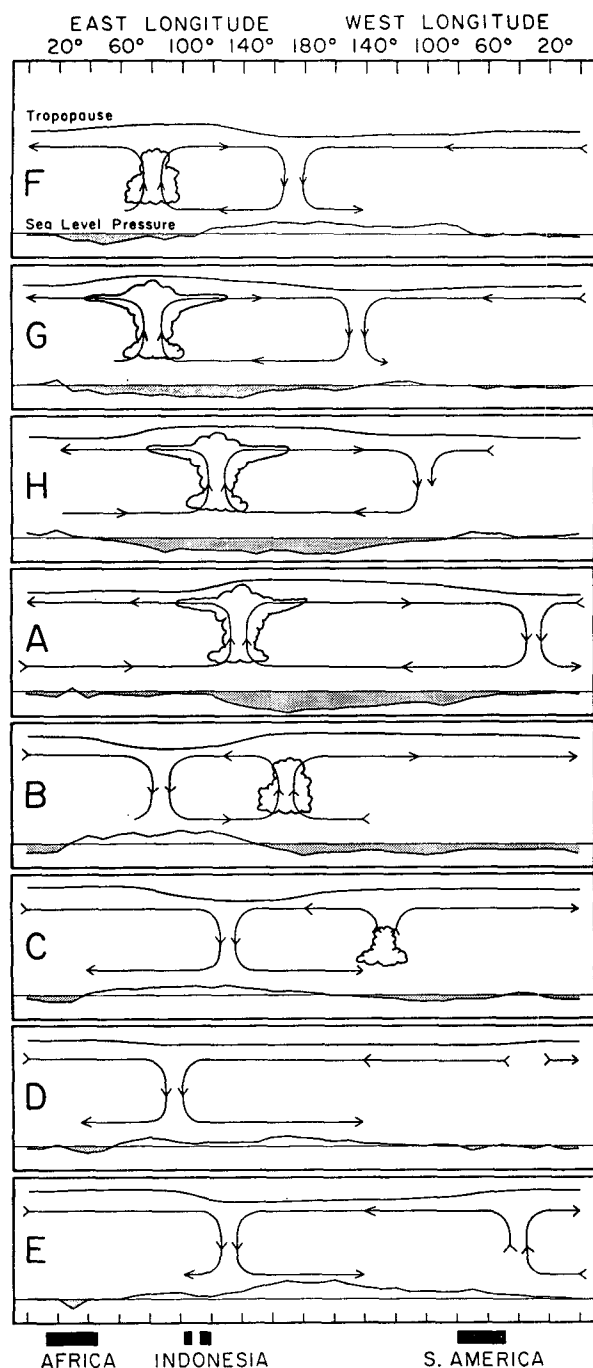 EAST LONGITUDE WEST LONGITUDE
20° 60° 100° 140° 180° 140° 100° 60° 20°
Tropopause
F
Sea Level Pressure
G
H
A
B
C
D
E
AFRICA INDONESIA S. AMERICA